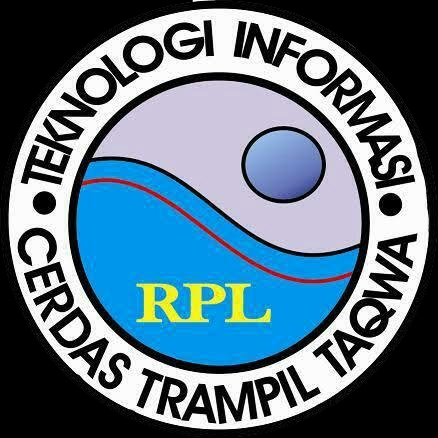 TEKNOLOGI INFORMASI
RPL
CERDAS TRAMPIL TAQWA